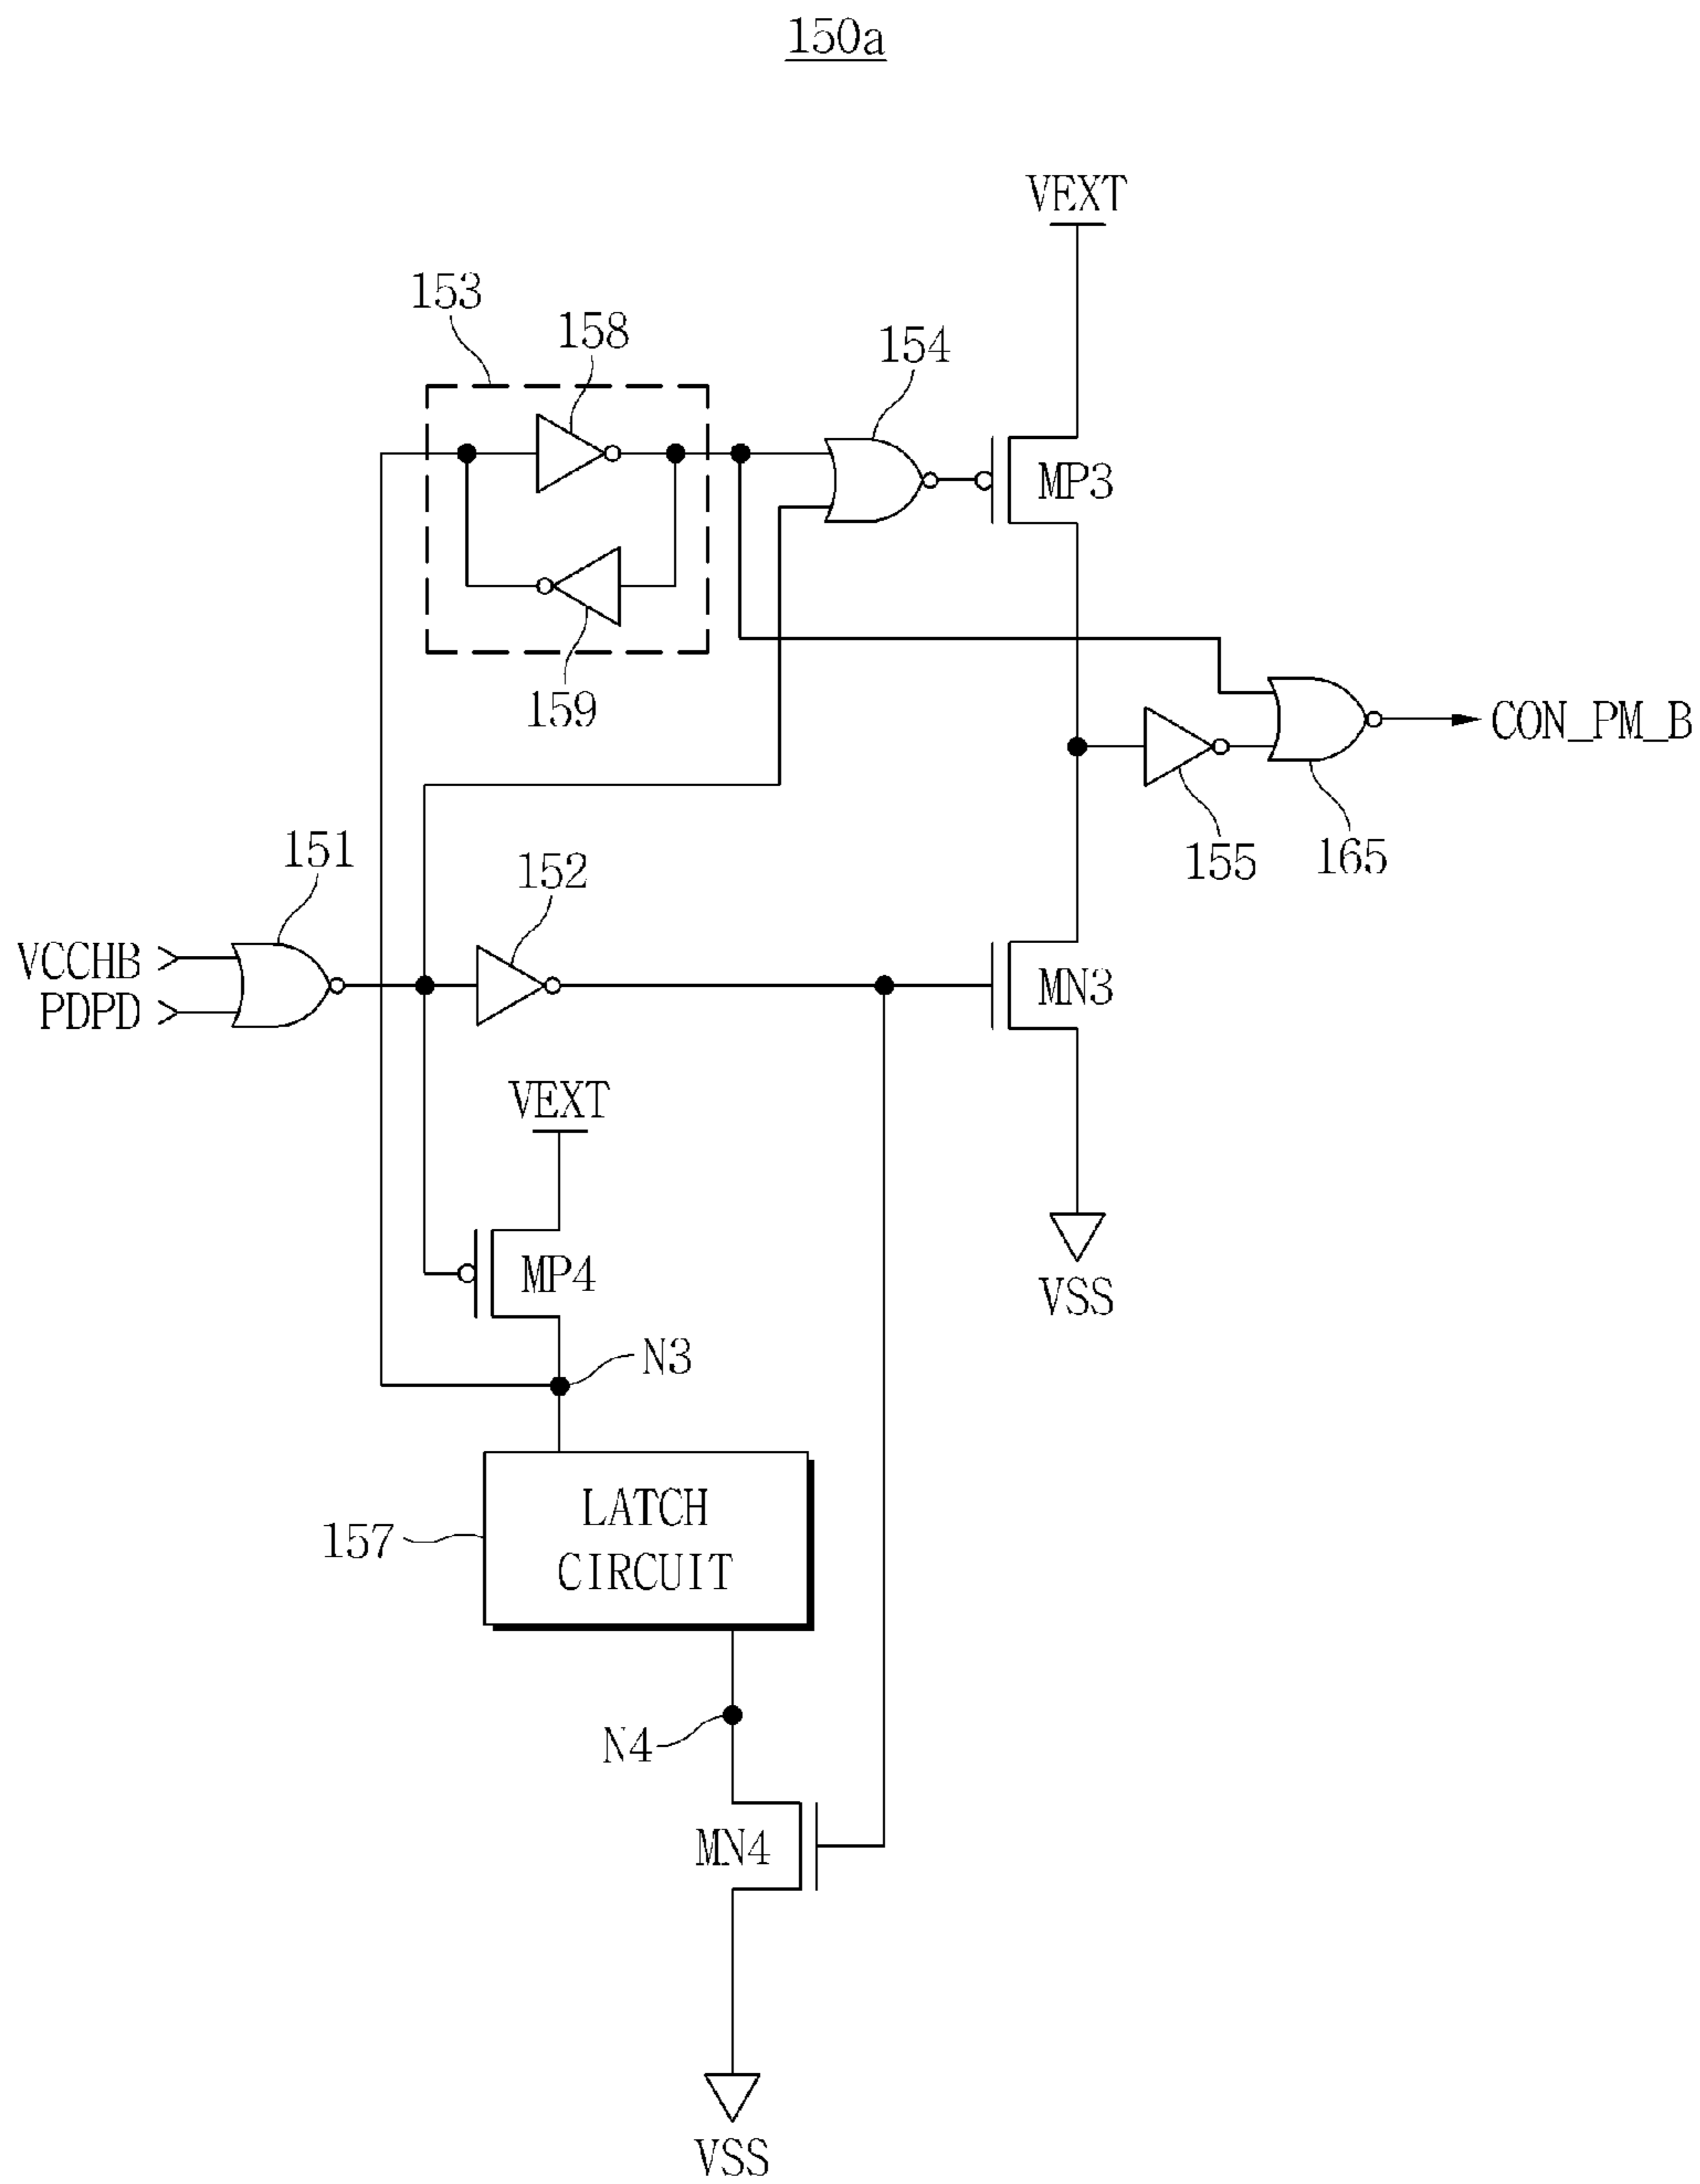 150a
VEXT
153
158
154
MP3
159
CON_PM_B
151
152
155
165
VCCHB
PDPD
MN3
VEXT
MP4
VSS
N3
LATCH
CIRCUIT
157
N4
MN4
VSS